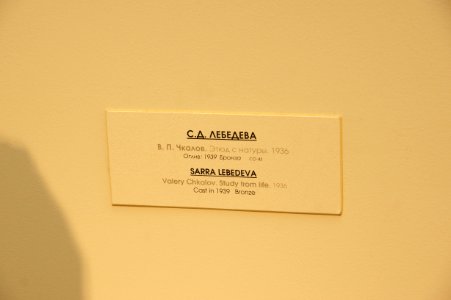 С.Д. ЛЕБЕДЕВА
В. П. Чкалов. Этюд с натуры. 1936
Отлив: 1939 Бронза
SARRA LEBEDEVA
Valery Chkalov. Study from life. 1936
Cast in 1939 Bronze